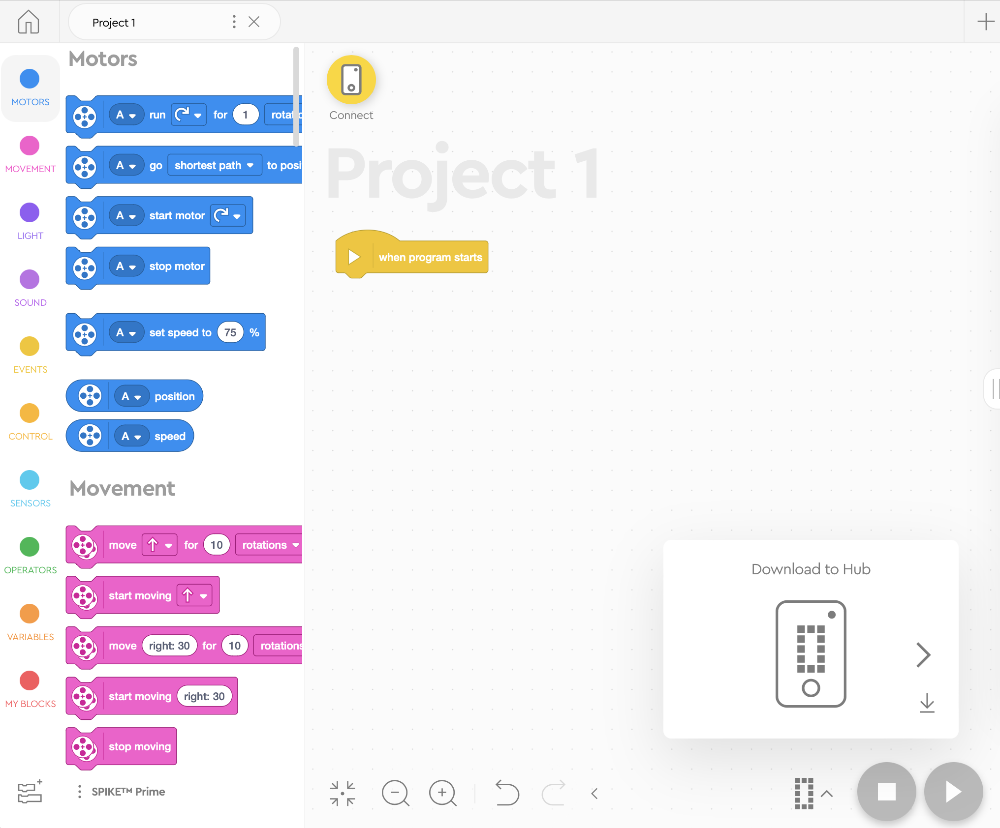 Project 1
Motors
MOTORS
MOVEMENT
LIGHT
SOUND
EVENTS
CONTROL
SENSORS
OPERATORS
VARIABLES
MY BLOCKS
A run for 1
A go shortest path to
A start motor
A stop motor
A set speed to 75 %
A position
A speed
Movement
move for 10 rotations
start moving
move right: 30 for 10 rotations
start moving right: 30
stop moving
SPIKE™ Prime
Connect
Project 1
when program starts
Download to Hub
0
0